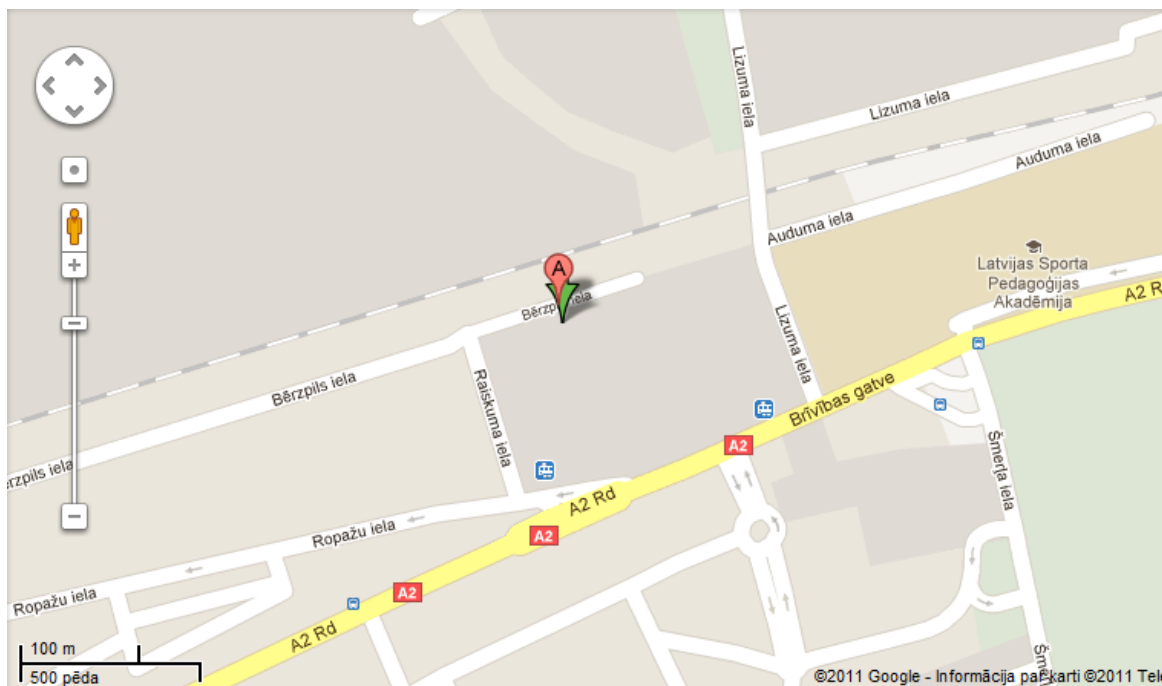 Lizuma iela
Lizuma iela
Auduma iela
Auduma iela
Latvijas Sporta
Pedagoģijas
Akadēmija
A2 R
A
Bērzpils iela
Lizuma iela
Bērzpils iela
Raiskuma iela
Brīvības gatve
A2
Šmerļa iela
ērzpils iela
A2 Rd
Ropažu iela
A2
A2
Ropažu iela
A2 Rd
Šmerļ
100 m
500 pēda
©2011 Google - Informācija par karti ©2011 Tele